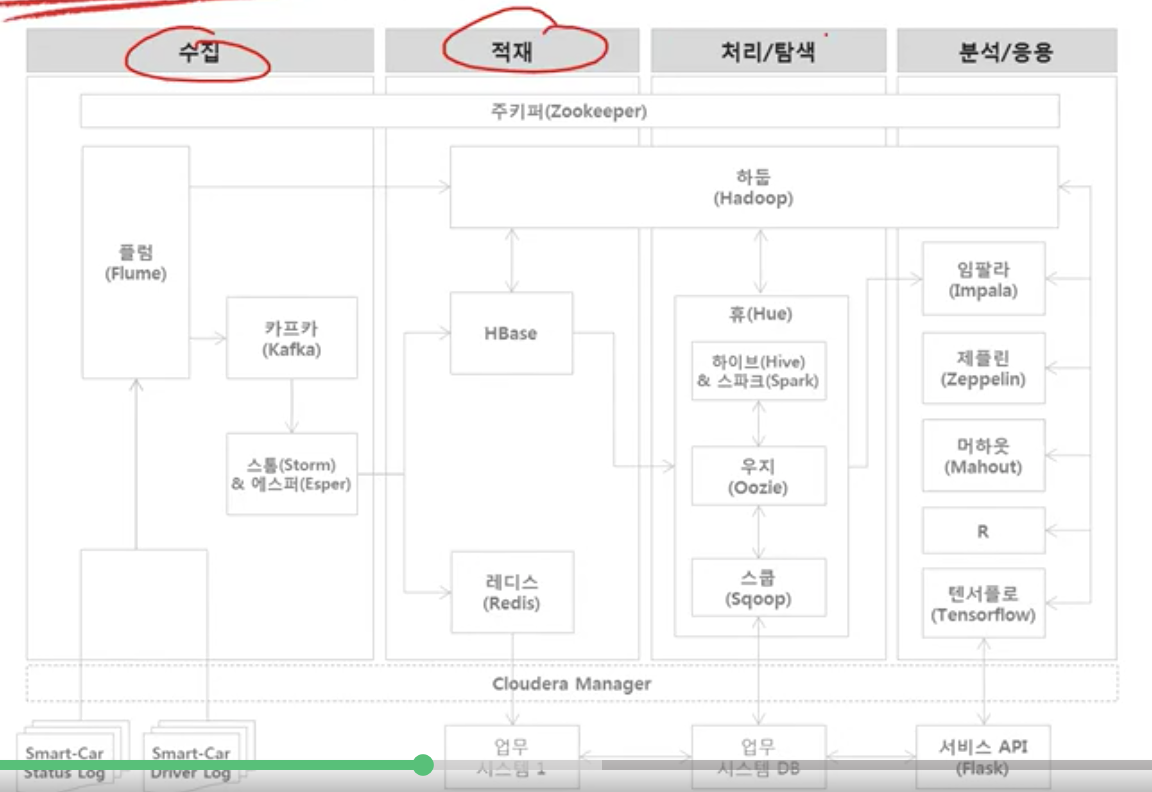 수집
적재
처리/탐색
분석/응용
주키퍼(Zookeeper)
플럼
(Flume)
하둡
(Hadoop)
카프카
(Kafka)
스톰(Storm)
& 에스퍼(Esper)
HBase
레디스
(Redis)
휴(Hue)
하이브(Hive)
& 스파크(Spark)
우지
(Oozie)
스쿱
(Sqoop)
임팔라
(Impala)
제플린
(Zeppelin)
머하웃
(Mahout)
R
텐서플로
(Tensorflow)
Cloudera Manager
Smart-Car
Status Log
Smart-Car
Driver Log
업무
시스템 1
업무
시스템 DB
서비스 API
(Flask)